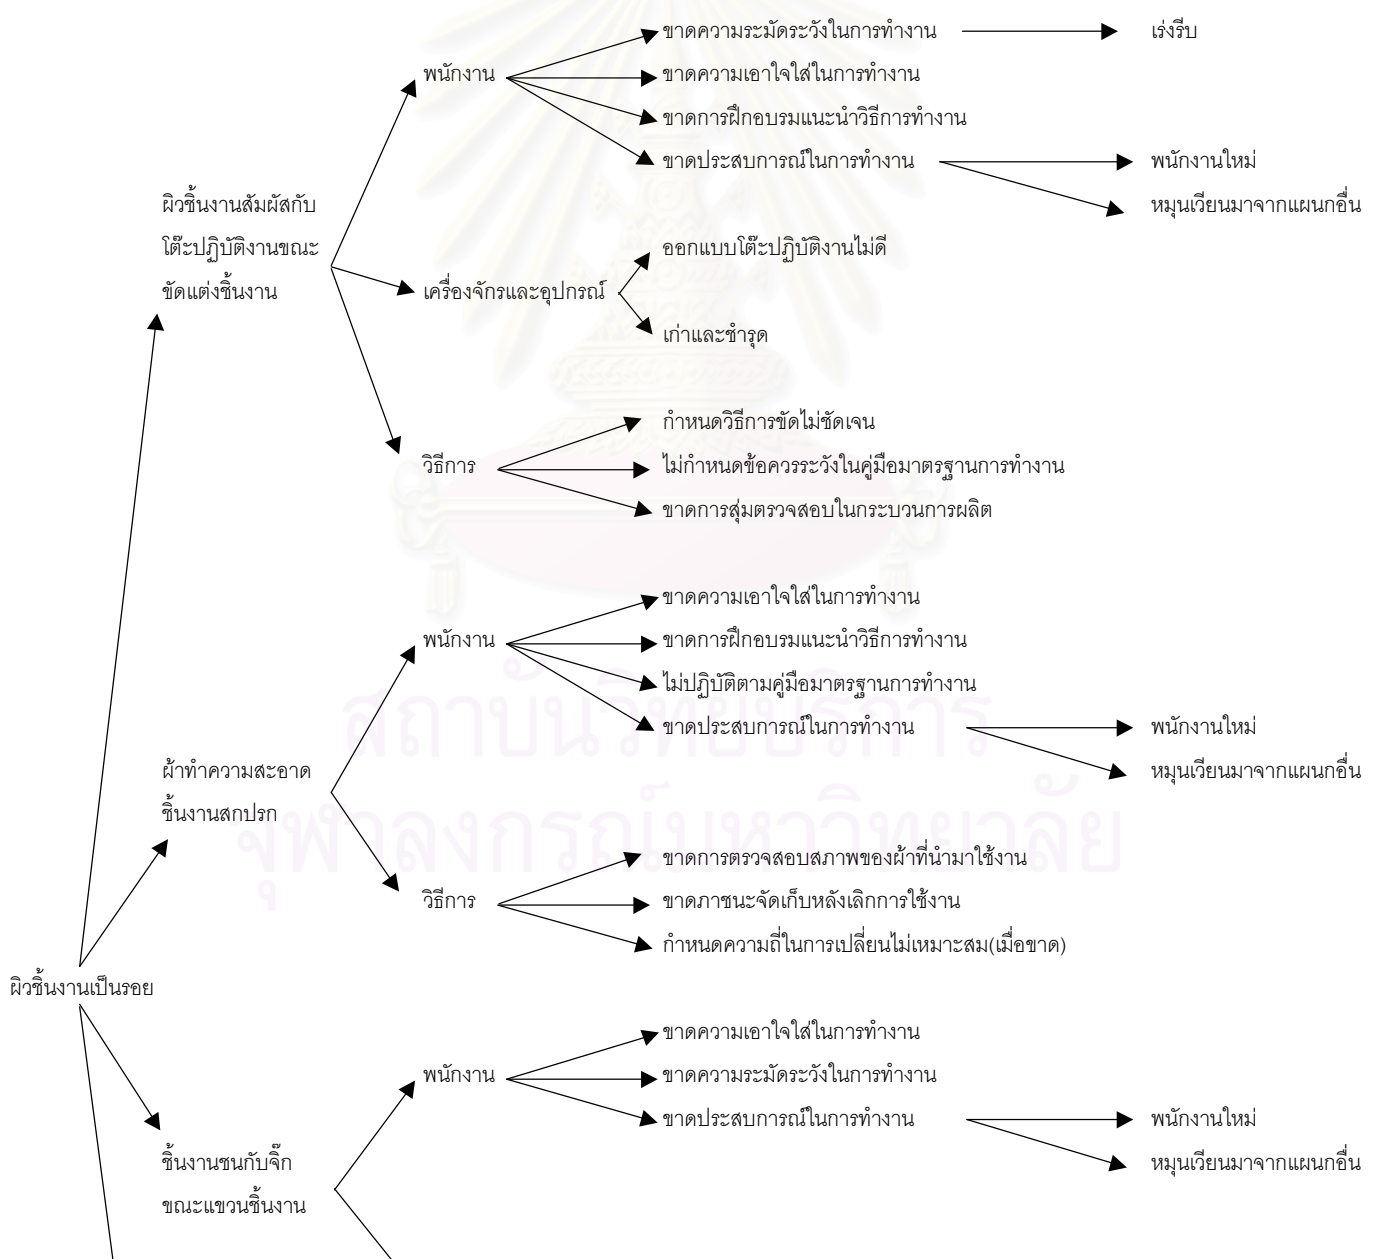 ขาดความระมัดระวังในการทำงาน
เร่งรีบ
พนักงาน
ขาดความเอาใจใส่ในการทำงาน
ขาดการฝึกอบรมแนะนำวิธีการทำงาน
ขาดประสบการณ์ในการทำงาน
พนักงานใหม่
หมุนเวียนมาจากแผนกอื่น
ผิวชิ้นงานสัมผัสกับ
โต๊ะปฏิบัติงานขณะ
ขัดแต่งชิ้นงาน
ออกแบบโต๊ะปฏิบัติงานไม่ดี
เครื่องจักรและอุปกรณ์
เก่าและชำรุด
กำหนดวิธีการขัดไม่ชัดเจน
วิธีการ
ไม่กำหนดข้อควรระวังในคู่มือมาตรฐานการทำงาน
ขาดการสุ่มตรวจสอบในกระบวนการผลิต
ขาดความเอาใจใส่ในการทำงาน
พนักงาน
ขาดการฝึกอบรมแนะนำวิธีการทำงาน
ไม่ปฏิบัติตามคู่มือมาตรฐานการทำงาน
ขาดประสบการณ์ในการทำงาน
พนักงานใหม่
หมุนเวียนมาจากแผนกอื่น
สถาบันวิทยบริการ
จุฬาลงกรณ์มหาวิทยาลัย
ผ้าทำความสะอาด
ชิ้นงานสกปรก
ขาดการตรวจสอบสภาพของผ้าที่นำมาใช้งาน
วิธีการ
ขาดภาชนะจัดเก็บหลังเลิกการใช้งาน
กำหนดความถี่ในการเปลี่ยนไม่เหมาะสม(เมื่อขาด)
ผิวชิ้นงานเป็นรอย
ขาดความเอาใจใส่ในการทำงาน
พนักงาน
ขาดความระมัดระวังในการทำงาน
ขาดประสบการณ์ในการทำงาน
พนักงานใหม่
หมุนเวียนมาจากแผนกอื่น
ชิ้นงานชนกับจิ๊ก
ขณะแขวนชิ้นงาน